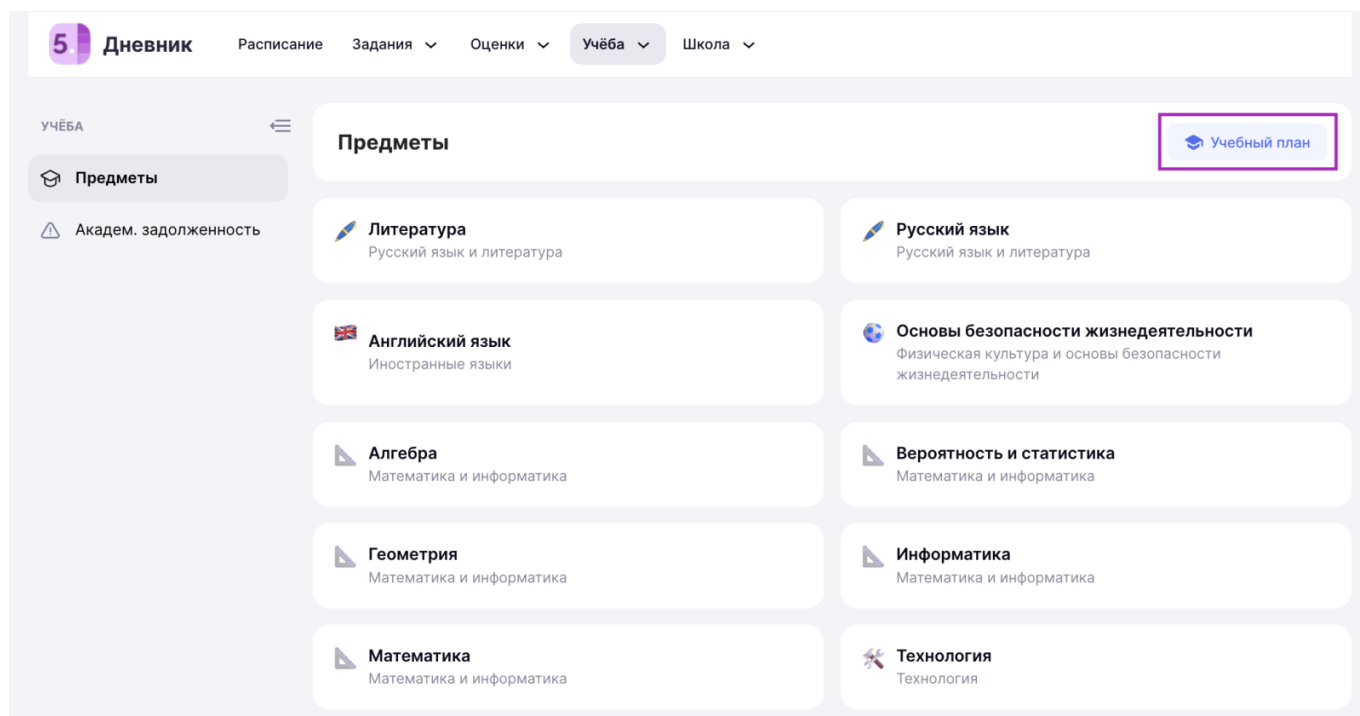 5.
Дневник
Расписание
Задания
Оценки
Учёба
Школа
УЧЁБА
Предметы
Академ. задолженность
Предметы
Учебный план
Литература
Русский язык и литература
Русский язык
Русский язык и литература
Английский язык
Иностранные языки
Основы безопасности жизнедеятельности
Физическая культура и основы безопасности
жизнедеятельности
Алгебра
Математика и информатика
Вероятность и статистика
Математика и информатика
Геометрия
Математика и информатика
Информатика
Математика и информатика
Математика
Математика и информатика
Технология
Технология